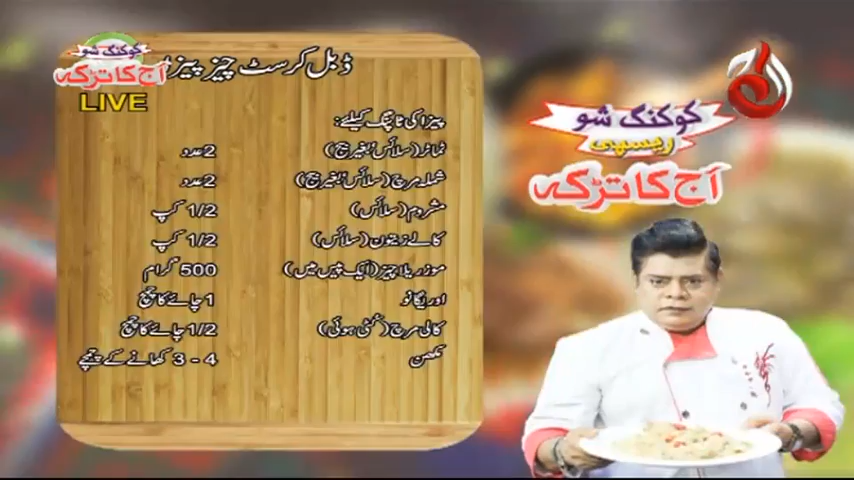 کوکنگ شو
آج کا تڑکہ
LIVE
ڈبل کرسٹ چیز پیزا
پیزا کی ٹاپنگ کیلئے:
ٹماٹر (سلائس، بغیر بیج) 2 عدد
شملہ مرچ (سلائس، بغیر بیج) 2 عدد
مشروم (سلائس) 1/2 کپ
کالے زیتون (سلائس) 1/2 کپ
موزریلا چیز (ایک پیس میں) 500 گرام
اوریگانو 1 چائے کا چمچ
کالی مرچ (کُٹی ہوئی) 1/2 چائے کا چمچ
مکھن 4 - 3 کھانے کے چمچے
کوکنگ شو
ریسیپی
آج کا تڑکہ